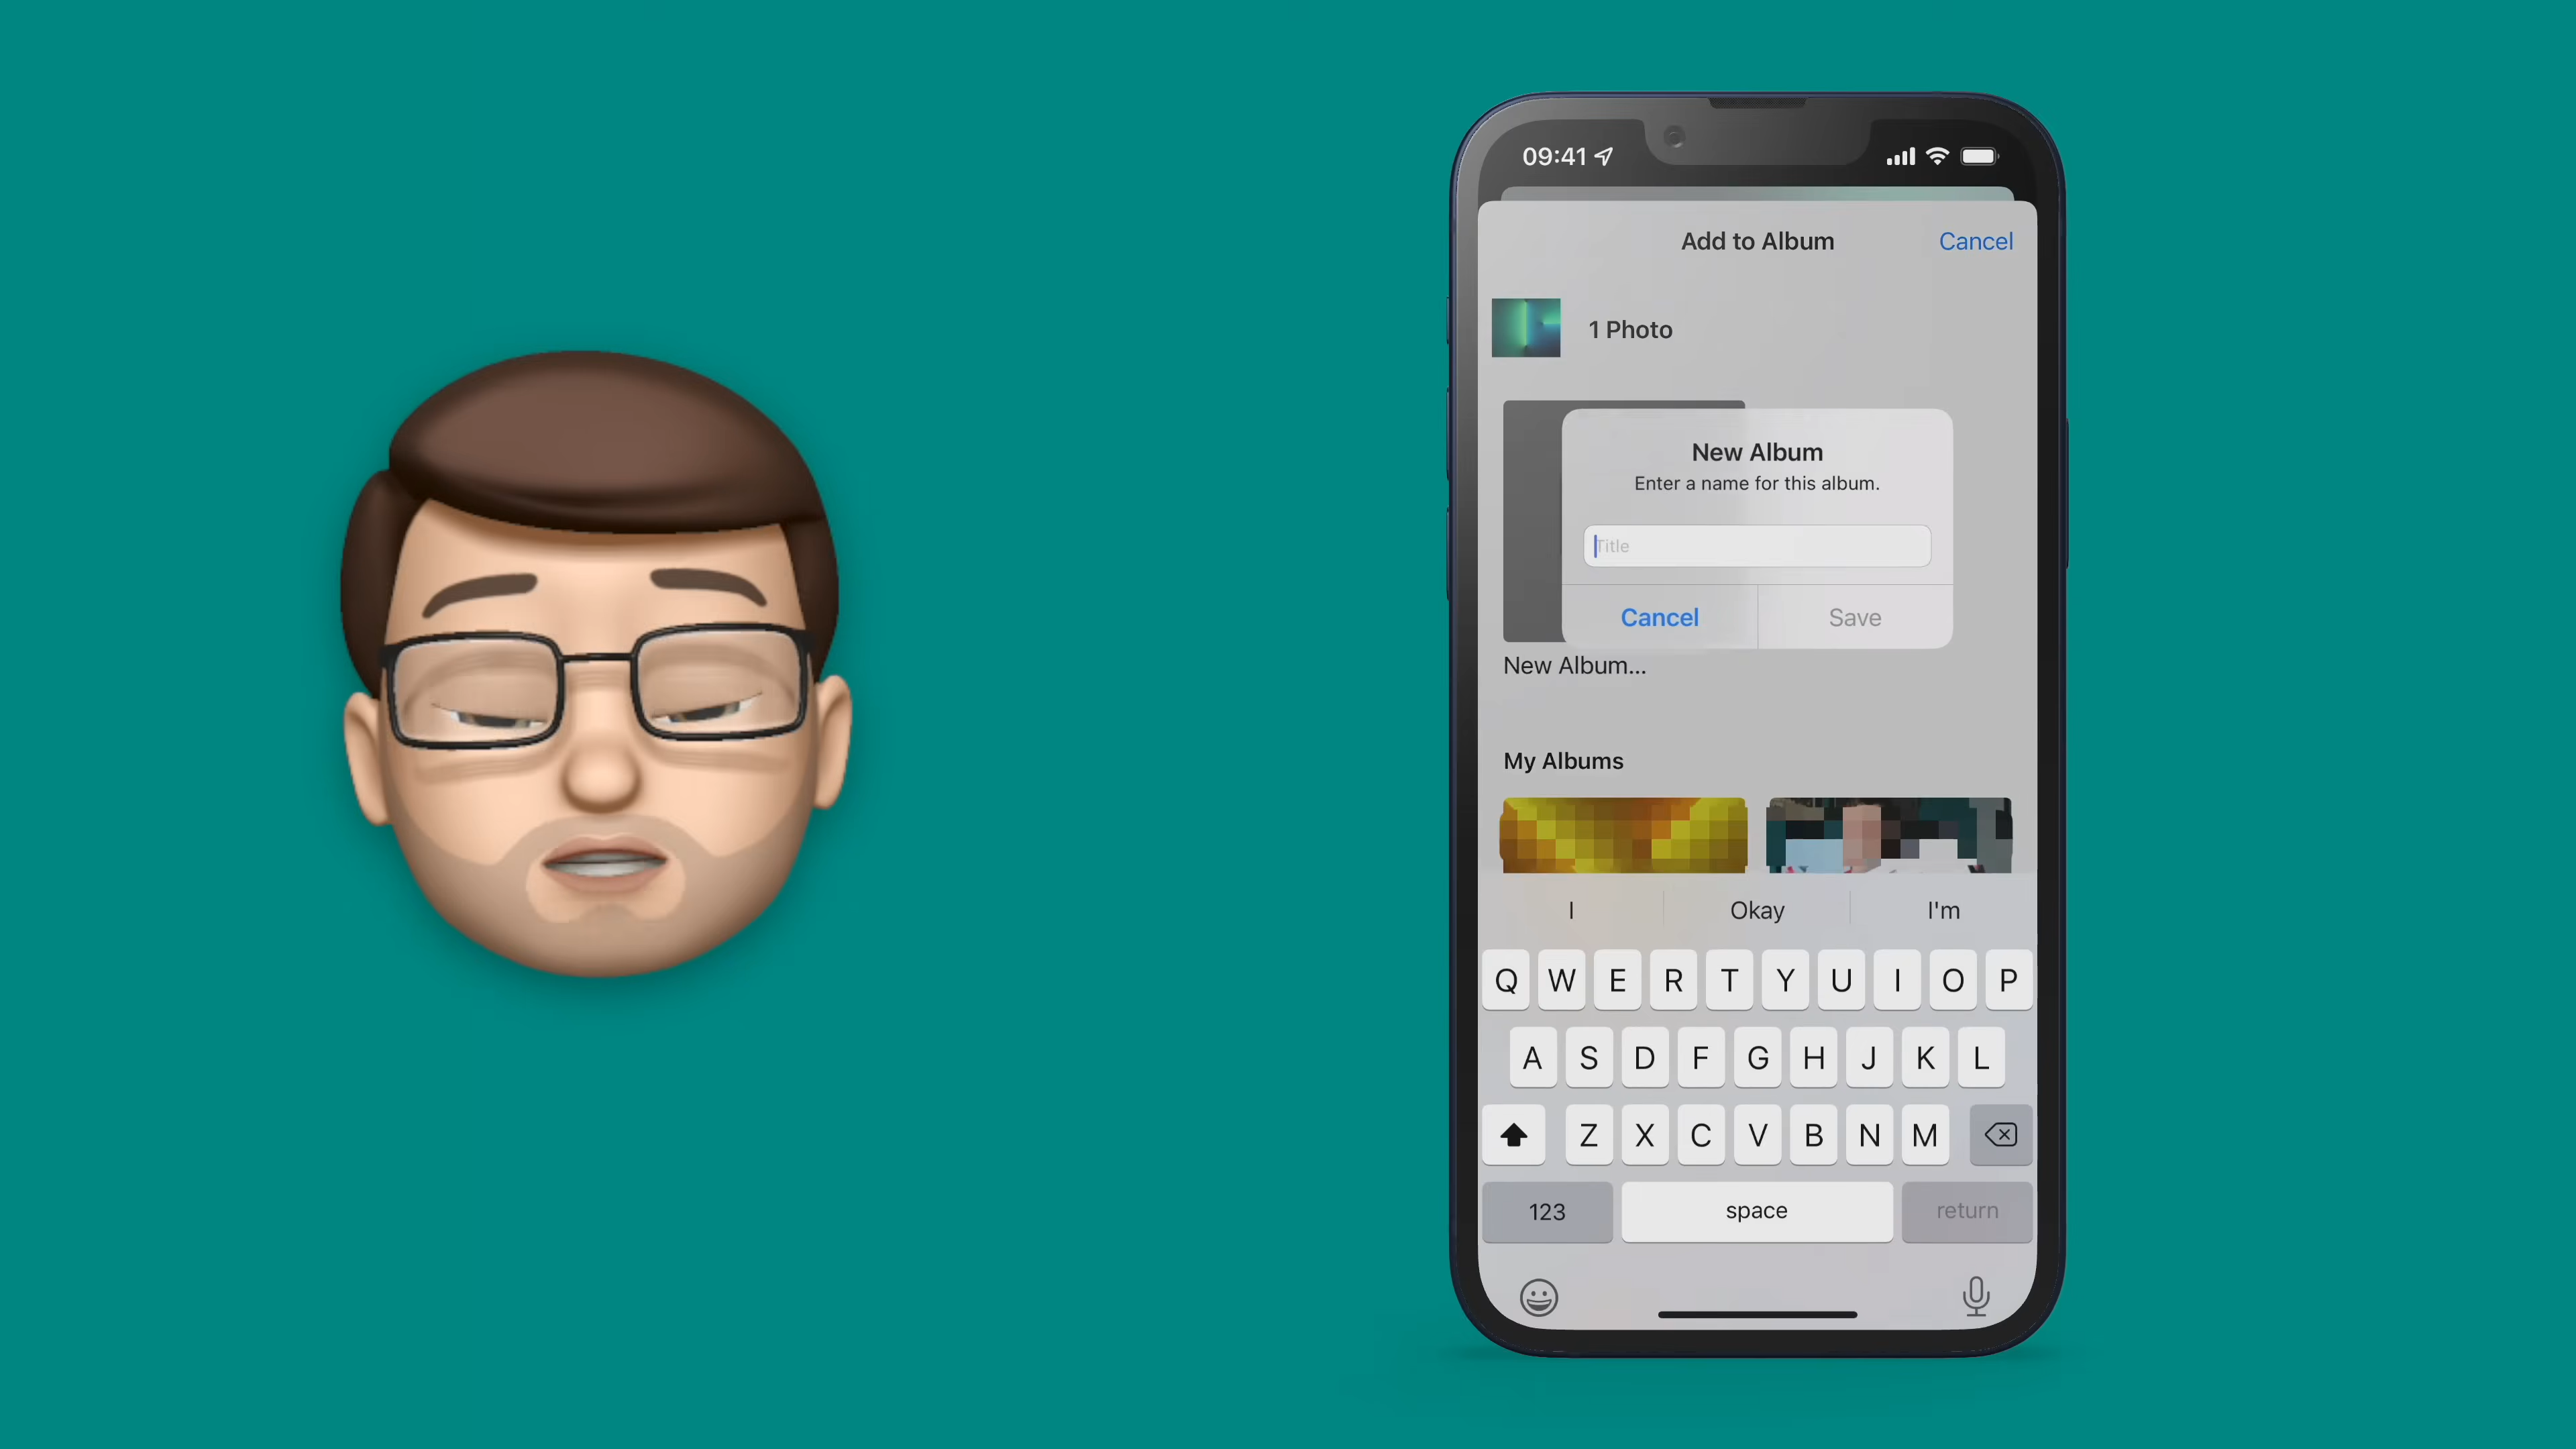 09:41
Add to Album
Cancel
1 Photo
New Album
Enter a name for this album.
Title
Cancel
Save
New Album...
My Albums
I
Okay
I'm
Q W E R T Y U I O P
A S D F G H J K L
Z X C V B N M
123
space
return